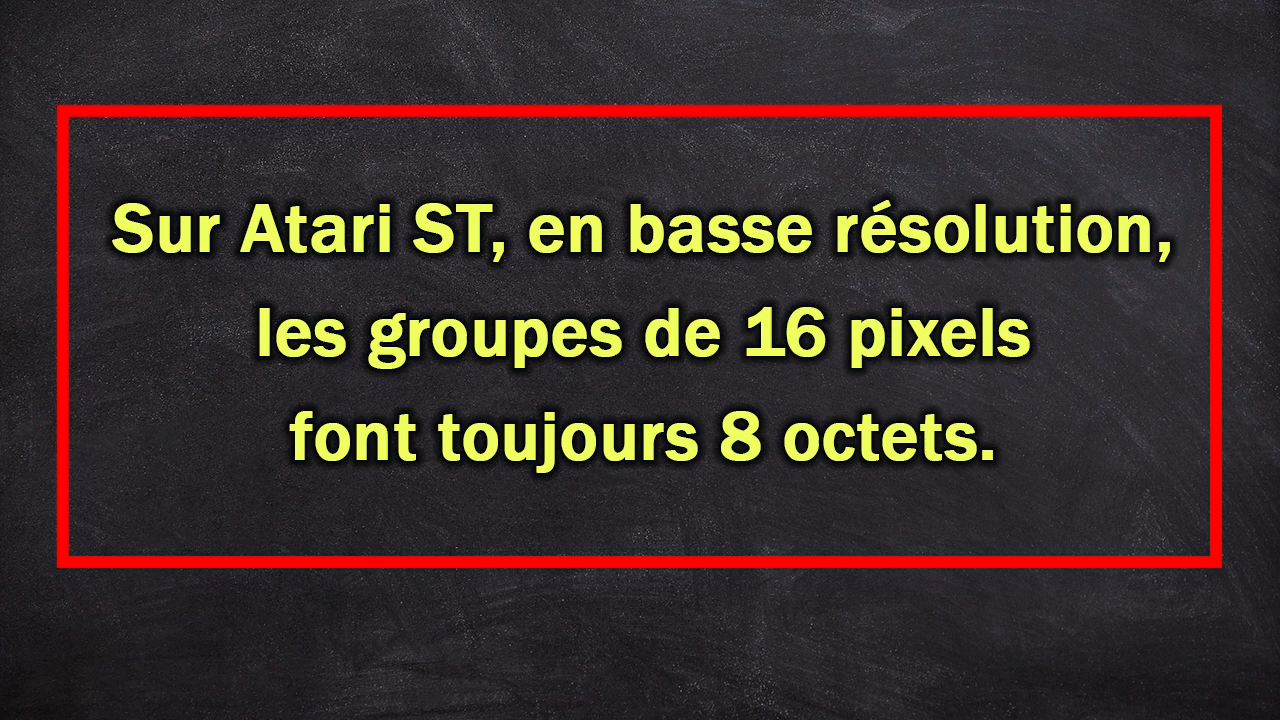 Sur Atari ST, en basse résolution,
les groupes de 16 pixels
font toujours 8 octets.